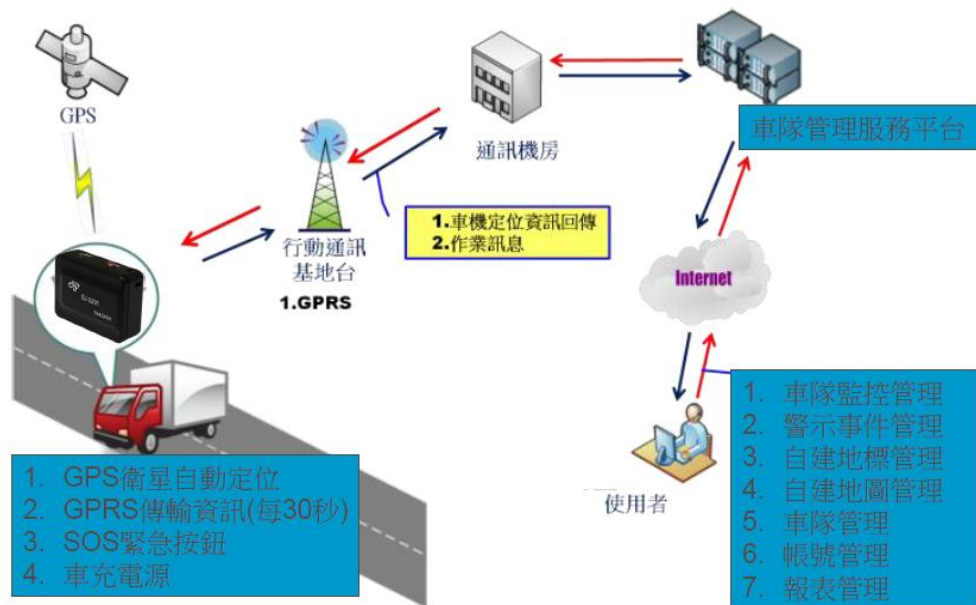 GPS
通訊機房
車隊管理服務平台
1.車機定位資訊回傳
2.作業訊息
行動通訊
基地台
1.GPRS
Internet
使用者
1. GPS衛星自動定位
2. GPRS傳輸資訊(每30秒)
3. SOS緊急按鈕
4. 車充電源
1. 車隊監控管理
2. 警示事件管理
3. 自建地標管理
4. 自建地圖管理
5. 車隊管理
6. 帳號管理
7. 報表管理